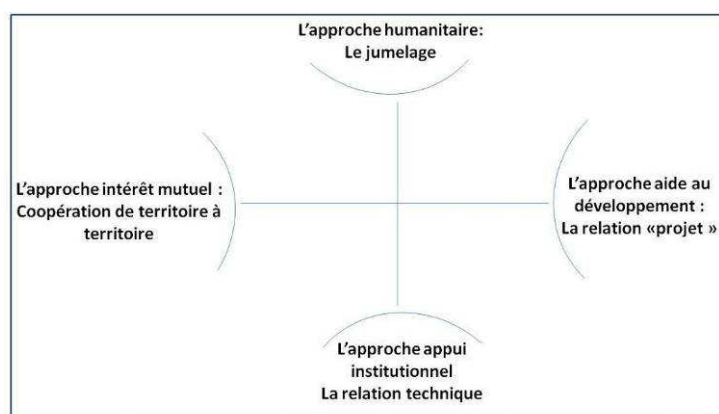 L'approche humanitaire:
Le jumelage
L'approche intérêt mutuel :
Coopération de territoire à
territoire
L'approche aide au
développement :
La relation «projet »
L'approche appui
institutionnel
La relation technique